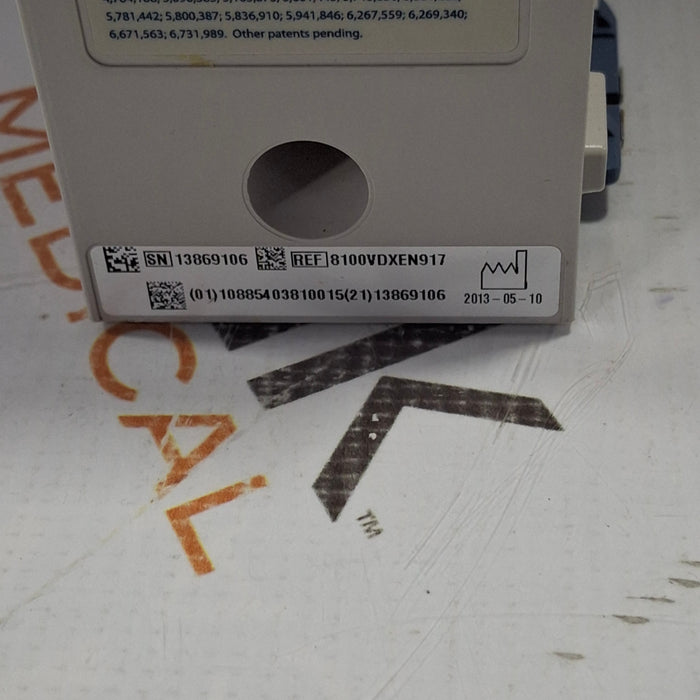 5,781,442; 5,800,387; 5,836,910; 5,941,846; 6,267,559; 6,269,340;
6,671,563; 6,731,989. Other patents pending.
SN 13869106 REF 8100VDXEN917
(01)10885403810015(21)13869106
2013-05-10
MEDICAL
TM